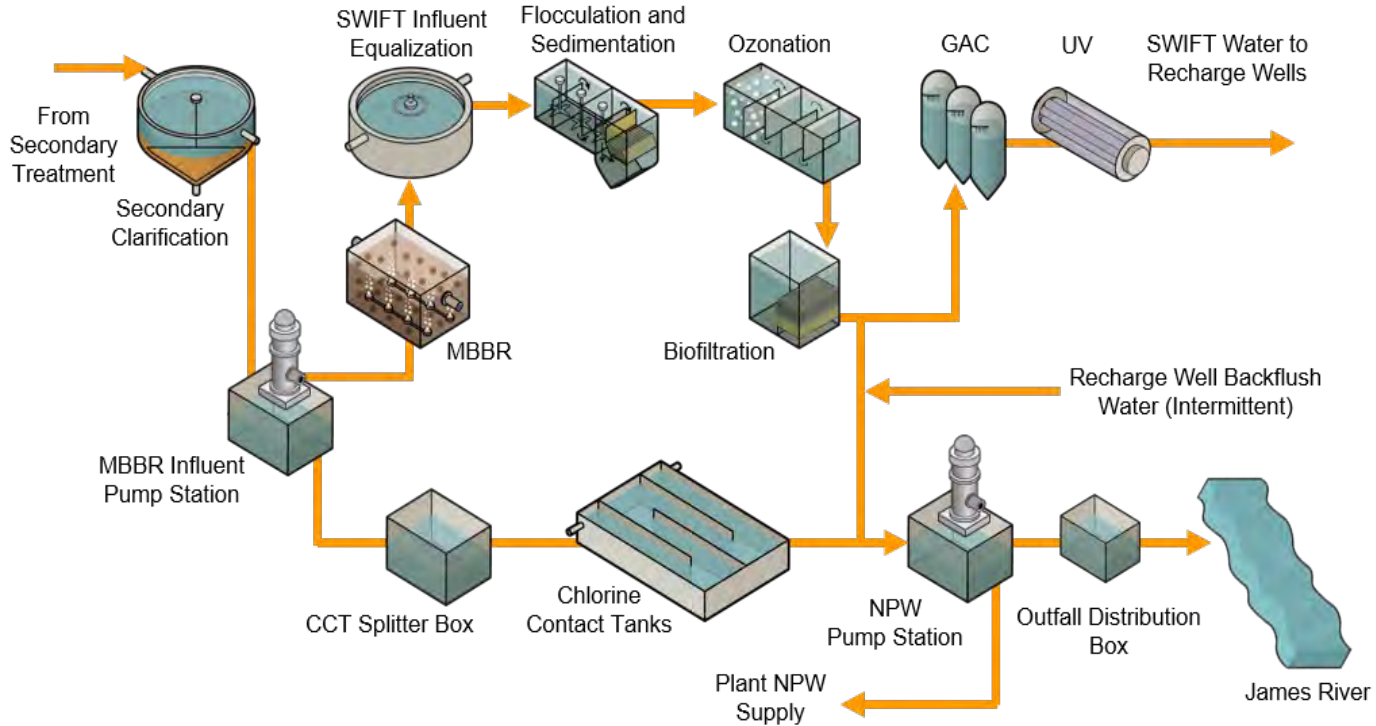 From
Secondary
Treatment
Secondary
Clarification
SWIFT Influent
Equalization
Flocculation and
Sedimentation
Ozonation
GAC
UV
SWIFT Water to
Recharge Wells
MBBR
Biofiltration
Recharge Well Backflush
Water (Intermittent)
MBBR Influent
Pump Station
CCT Splitter Box
Chlorine
Contact Tanks
NPW
Pump Station
Outfall Distribution
Box
James River
Plant NPW
Supply